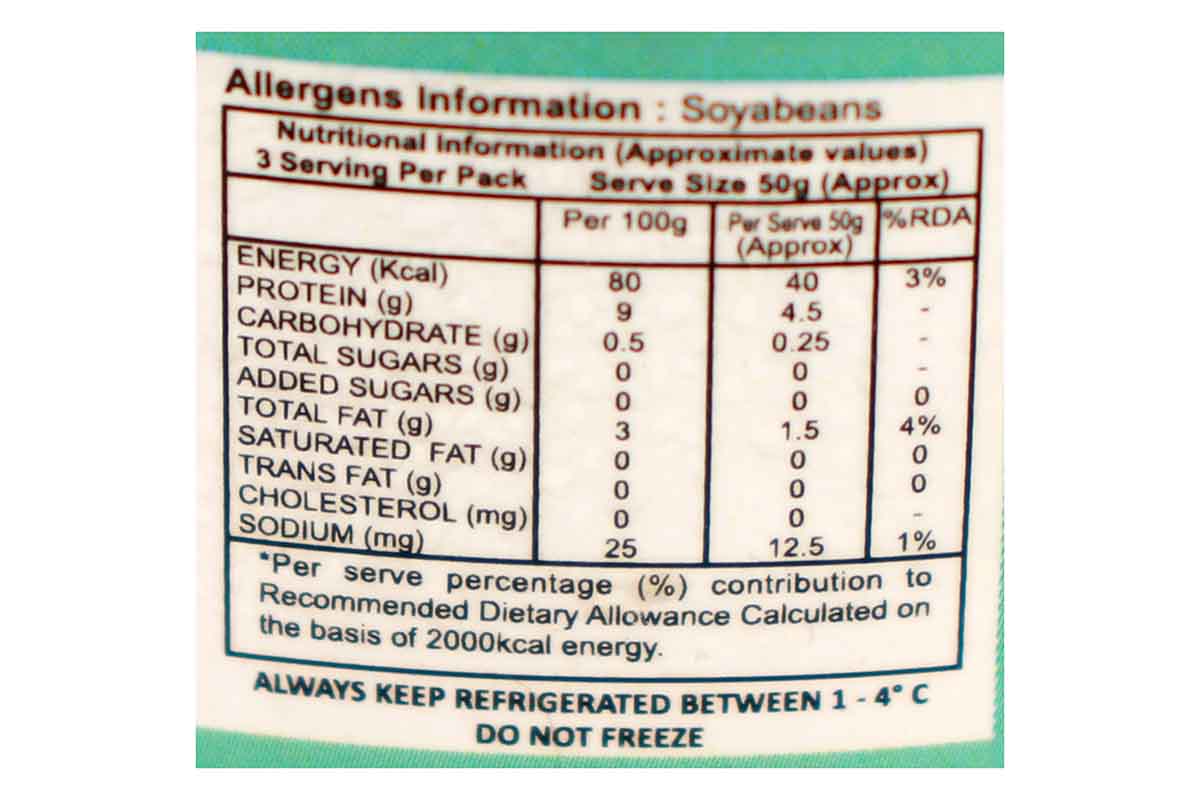 Allergens Information : Soyabeans
Nutritional Information (Approximate values)
3 Serving Per Pack Serve Size 50g (Approx)
Per 100g Per Serve 50g (Approx) %RDA
ENERGY (Kcal) 80 40 3%
PROTEIN (g) 9 4.5 -
CARBOHYDRATE (g) 0.5 0.25 -
TOTAL SUGARS (g) 0 0 -
ADDED SUGARS (g) 0 0 0
TOTAL FAT (g) 3 1.5 4%
SATURATED FAT (g) 0 0 0
TRANS FAT (g) 0 0 0
CHOLESTEROL (mg) 0 0 -
SODIUM (mg) 25 12.5 1%
*Per serve percentage (%) contribution to
Recommended Dietary Allowance Calculated on
the basis of 2000kcal energy.
ALWAYS KEEP REFRIGERATED BETWEEN 1 - 4° C
DO NOT FREEZE